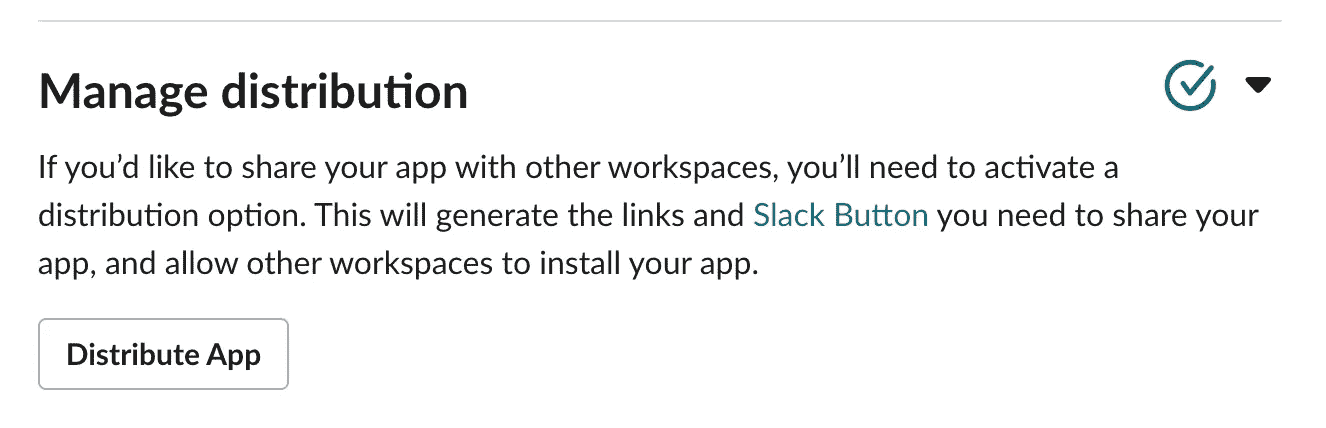 Manage distribution
If you’d like to share your app with other workspaces, you’ll need to activate a
distribution option. This will generate the links and Slack Button you need to share your
app, and allow other workspaces to install your app.
Distribute App